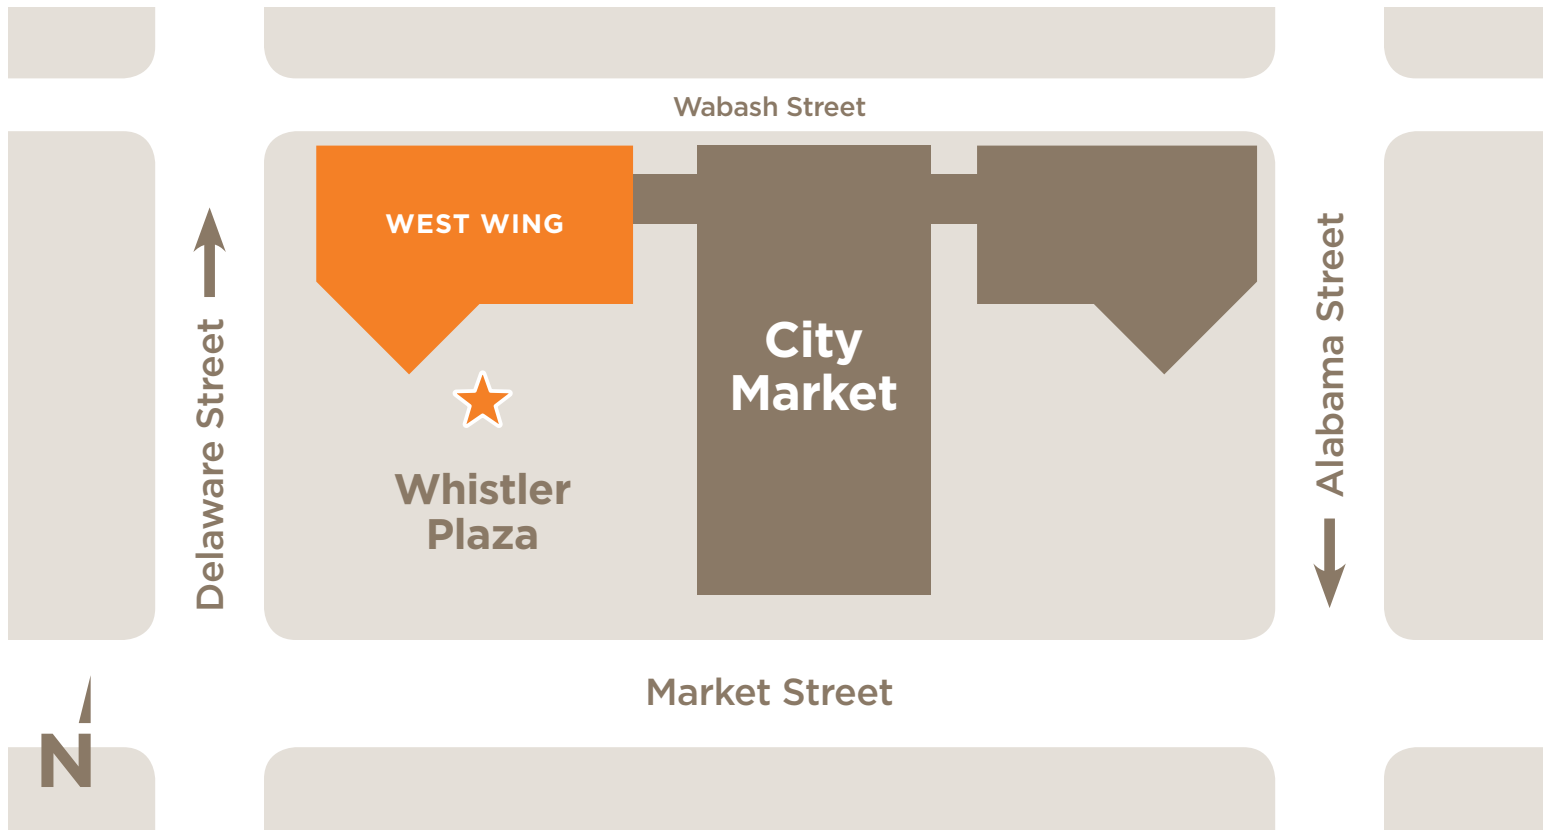 Wabash Street
WEST WING
City
Market
Whistler
Plaza
Delaware Street
Alabama Street
Market Street
N